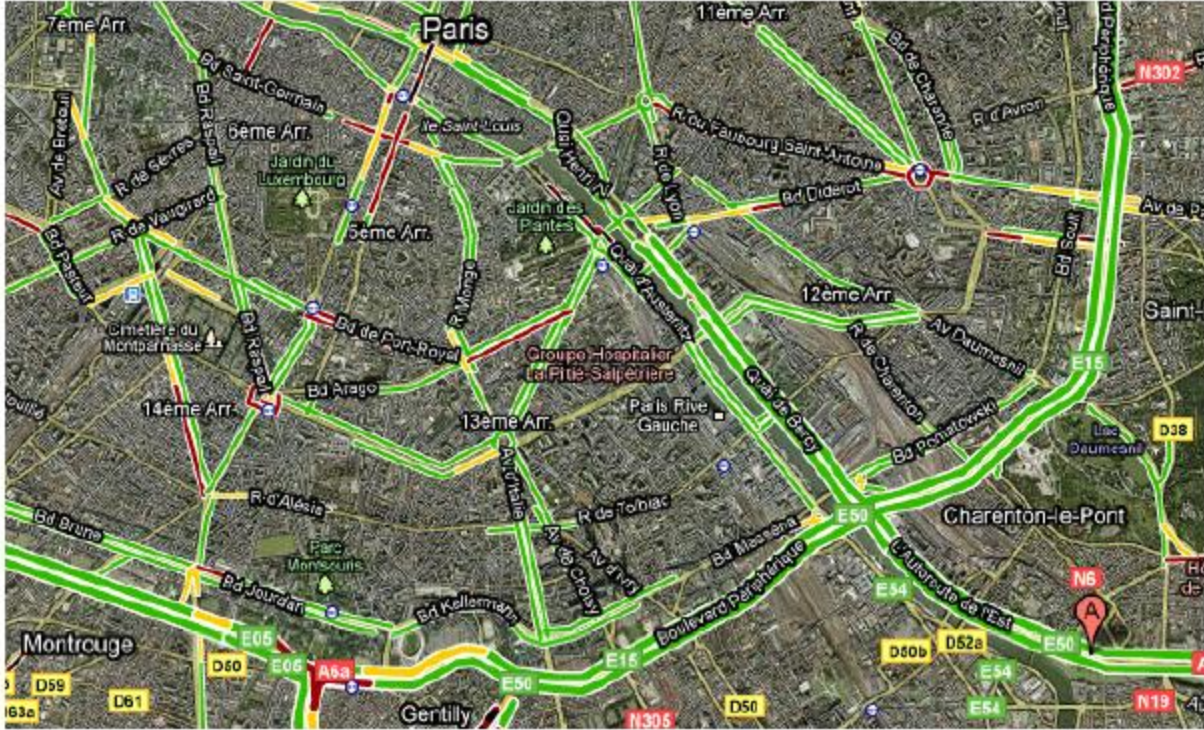 7ème Arr.
Paris
11ème Arr.
Bd Périphérique
N302
Bd Saint-Germain
Bd Raspail
Bd de Charonne
R d'Avron
Av de Breteuil
6ème Arr.
Ile Saint-Louis
Quai Henri IV
R du Faubourg Saint-Antoine
R de Sèvres
Jardin du
Luxembourg
R de Lyon
Bd Diderot
R de Vaugirard
5ème Arr.
Jardin des
Plantes
Bd Soult
Bd Pasteur
R Monge
Quai d'Austerlitz
12ème Arr.
Saint-
Cimetière du
Montparnasse
Bd Raspail
Bd de Port-Royal
Groupe Hospitalier
La Pitié-Salpêtrière
R de Charenton
Av Daumesnil
E15
14ème Arr.
Bd Arago
13ème Arr.
Paris Rive
Gauche
Quai de Bercy
Bd Poniatowski
Lac
Daumesnil
D38
R d'Alésia
Av d'Italie
R de Tolbiac
Bd Masséna
E50
Charenton-le-Pont
Bd Brune
Parc
Montsouris
Av de Choisy
Av d'Ivry
Boulevard Périphérique
L'Autoroute de l'Est
E54
N6
A
Bd Jourdan
Bd Kellermann
Montrouge
E05
D50
E05
A6a
E15
E50
D50b
D52a
E54
E50
D59
D61
63a
Gentilly
N305
D50
E54
N19